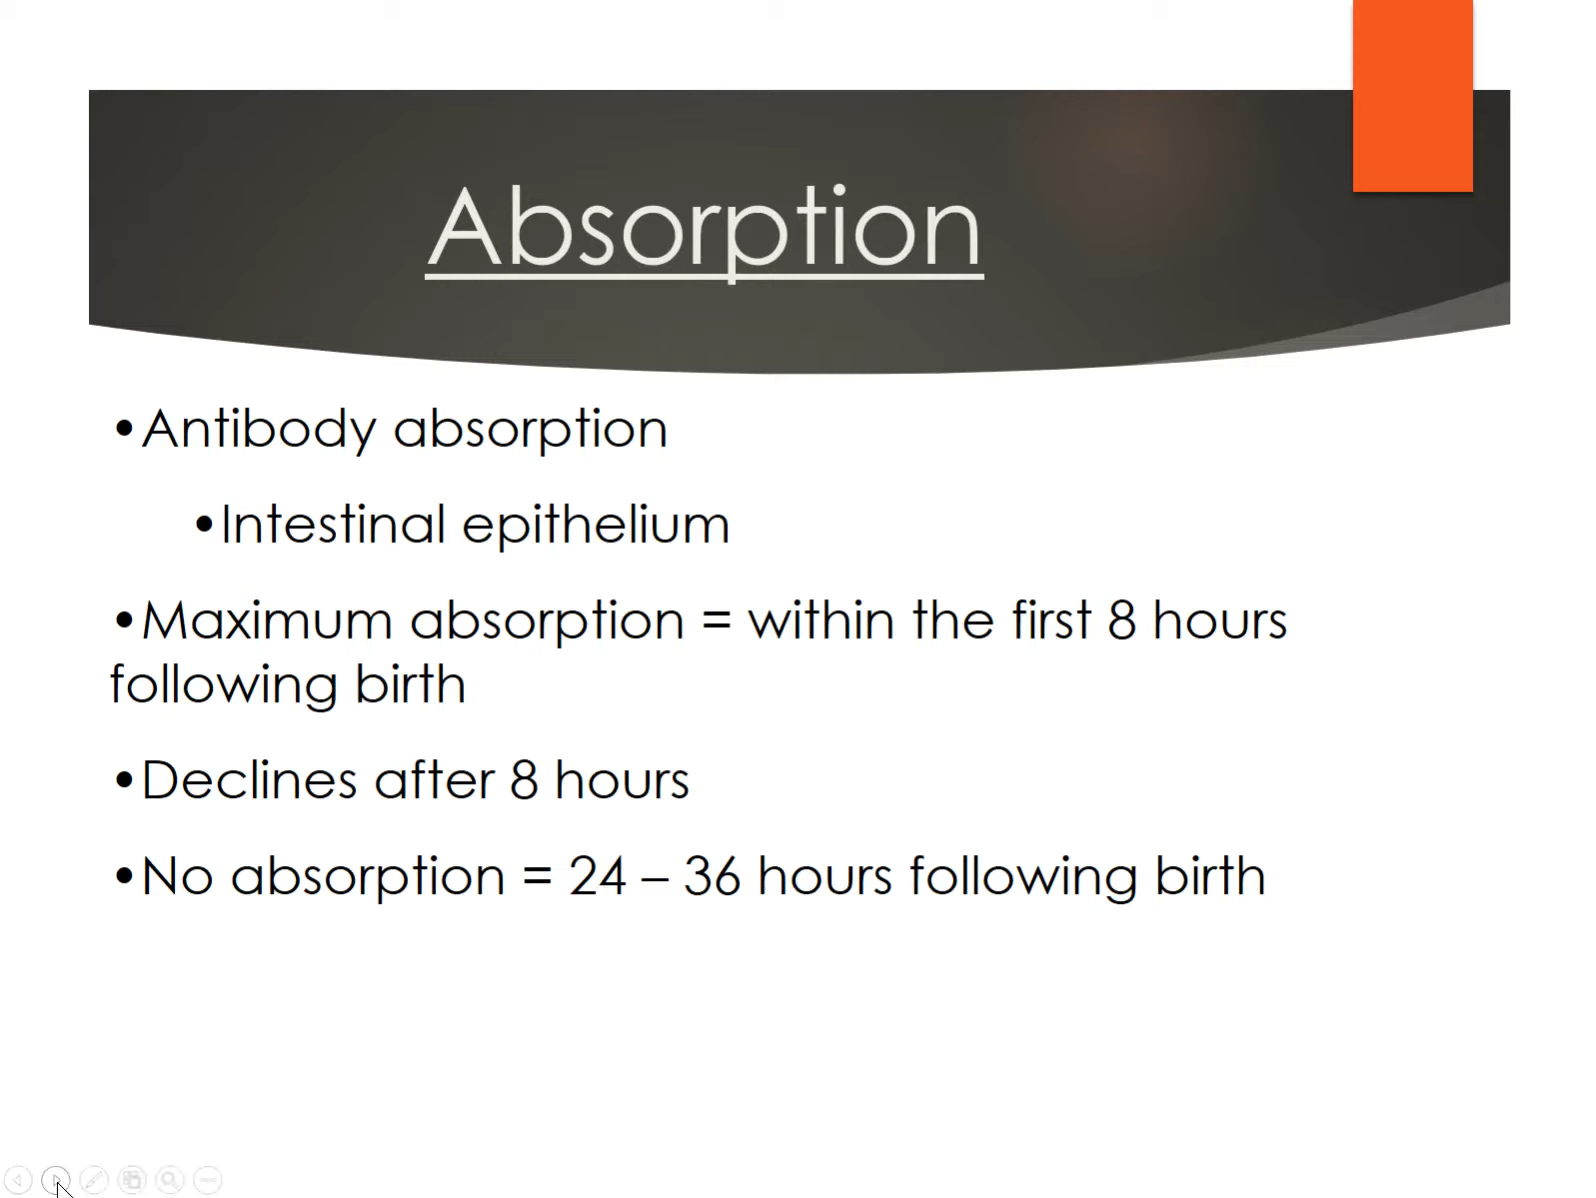 Absorption
•Antibody absorption
•Intestinal epithelium
•Maximum absorption = within the first 8 hours
following birth
•Declines after 8 hours
•No absorption = 24 – 36 hours following birth